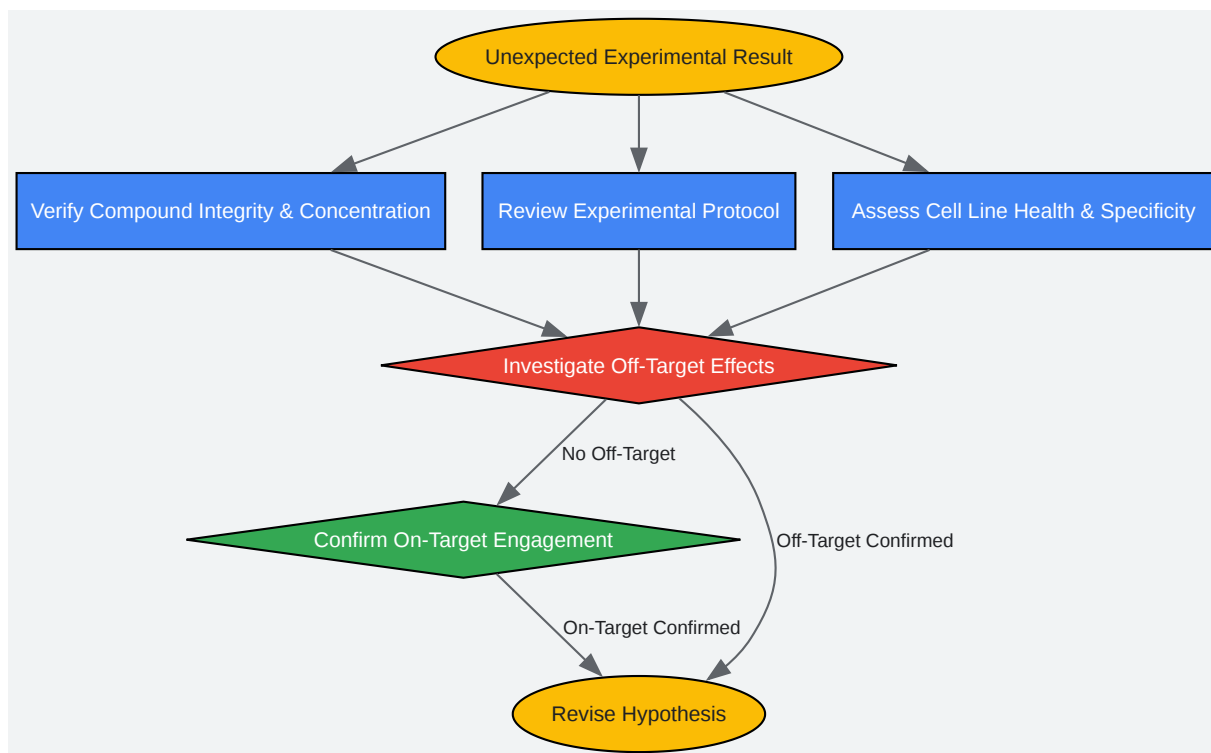 Unexpected Experimental Result
Verify Compound Integrity & Concentration
Review Experimental Protocol
Assess Cell Line Health & Specificity
Investigate Off-Target Effects
No Off-Target
Confirm On-Target Engagement
Off-Target Confirmed
On-Target Confirmed
Revise Hypothesis